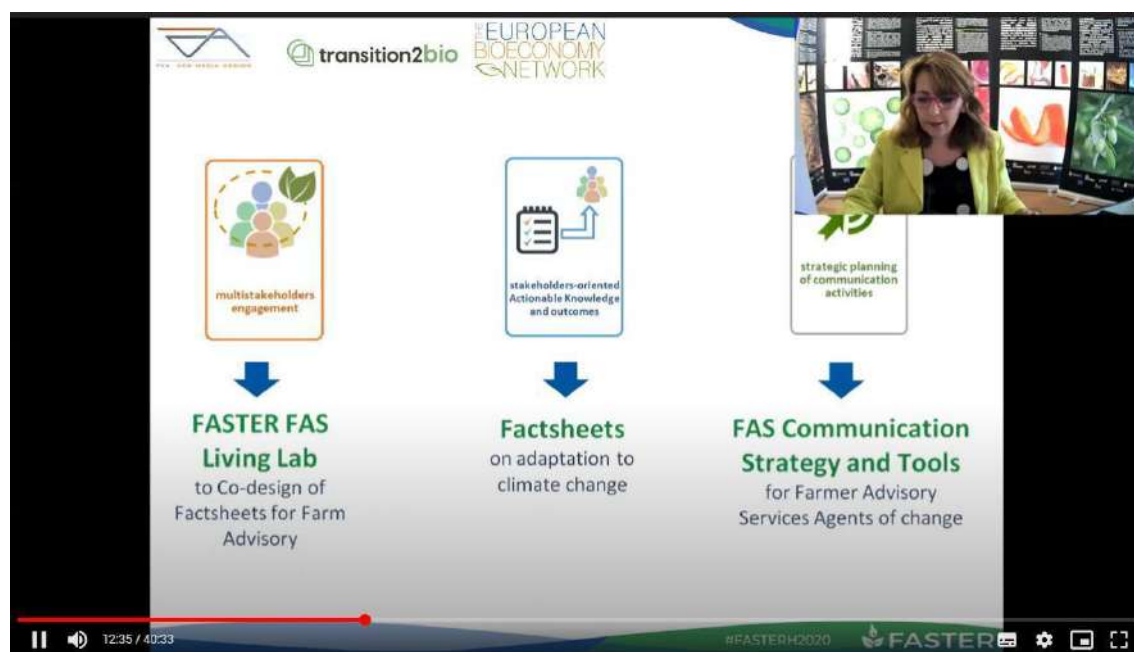 transition2bio
THE EUROPEAN
BIOECONOMY
NETWORK
multistakeholders
engagement
stakeholders-oriented
Actionable Knowledge
and outcomes
strategic planning
of communication
activities
FASTER FAS
Living Lab
to Co-design of
Factsheets for Farm
Advisory
Factsheets
on adaptation to
climate change
FAS Communication
Strategy and Tools
for Farmer Advisory
Services Agents of change
12:35 / 40:33
#FASTERH2020
FASTER